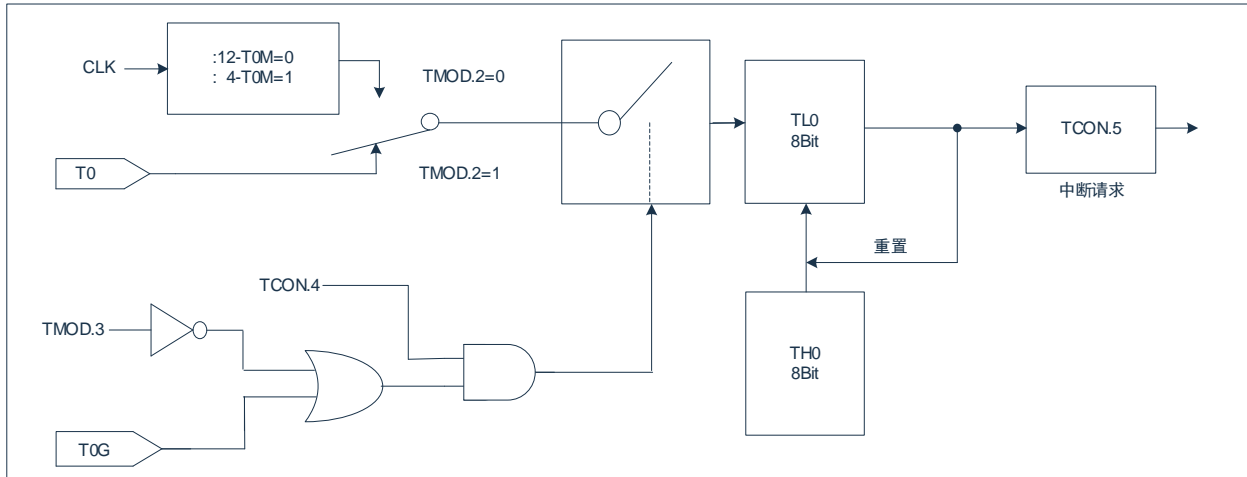 :12-T0M=0
: 4-T0M=1
CLK
TMOD.2=0
T0
TMOD.2=1
TL0
8Bit
TCON.5
中断请求
重置
TCON.4
TMOD.3
TH0
8Bit
T0G